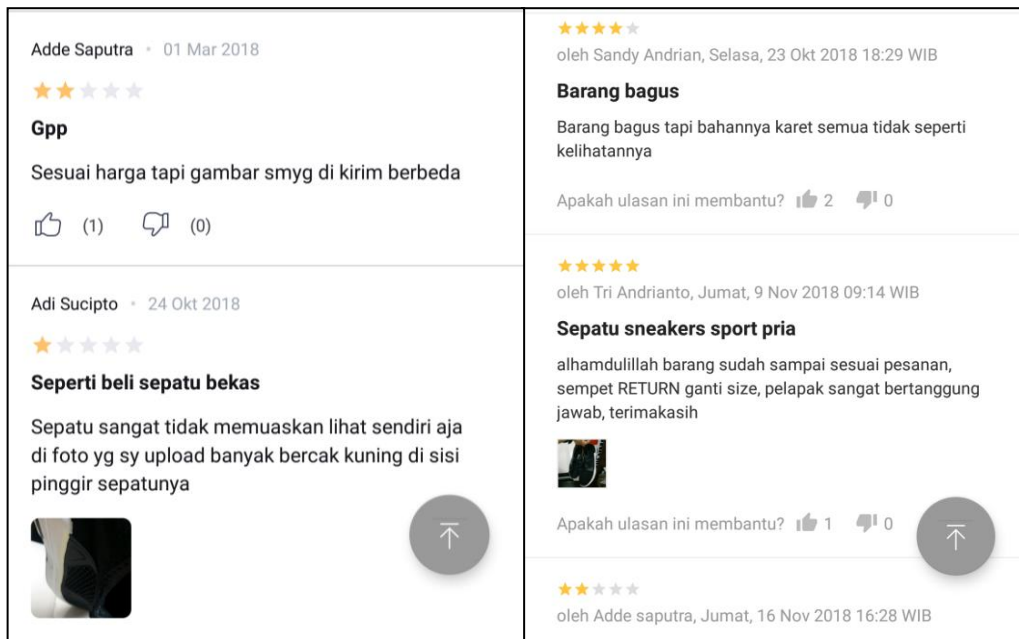 Adde Saputra • 01 Mar 2018
Gpp
Sesuai harga tapi gambar smyg di kirim berbeda
(1) (0)
Adi Sucipto • 24 Okt 2018
Seperti beli sepatu bekas
Sepatu sangat tidak memuaskan lihat sendiri aja
di foto yg sy upload banyak bercak kuning di sisi
pinggir sepatunya
oleh Sandy Andrian, Selasa, 23 Okt 2018 18:29 WIB
Barang bagus
Barang bagus tapi bahannya karet semua tidak seperti
kelihatannya
Apakah ulasan ini membantu? 2 0
oleh Tri Andrianto, Jumat, 9 Nov 2018 09:14 WIB
Sepatu sneakers sport pria
alhamdulillah barang sudah sampai sesuai pesanan,
sempet RETURN ganti size, pelapak sangat bertanggung
jawab, terimakasih
Apakah ulasan ini membantu? 1 0
oleh Adde saputra, Jumat, 16 Nov 2018 16:28 WIB